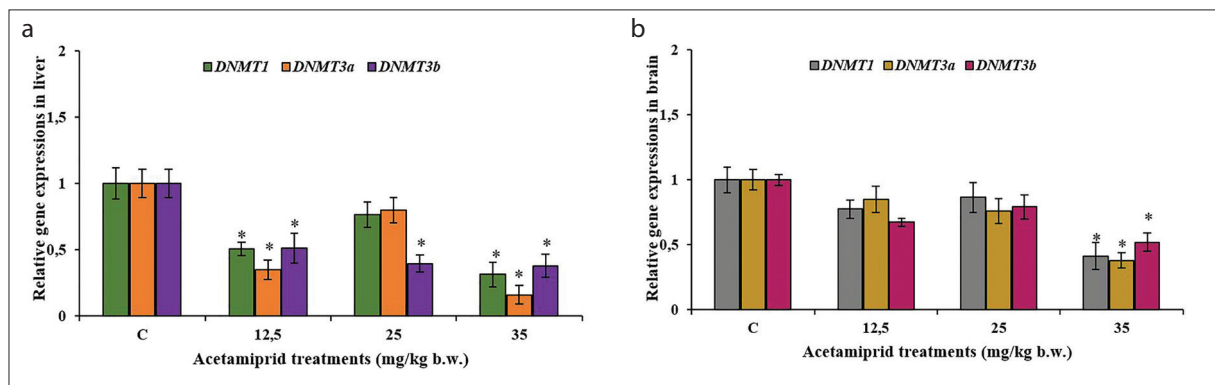 a
2
DNMT1 DNMT3a DNMT3b
1,5
1
0,5
0
Relative gene expressions in liver
* * *
*
* * *
C 12,5 25 35
Acetamiprid treatments (mg/kg b.w.)
b
2
DNMT1 DNMT3a DNMT3b
1,5
1
0,5
0
Relative gene expressions in brain
* * *
C 12,5 25 35
Acetamiprid treatments (mg/kg b.w.)